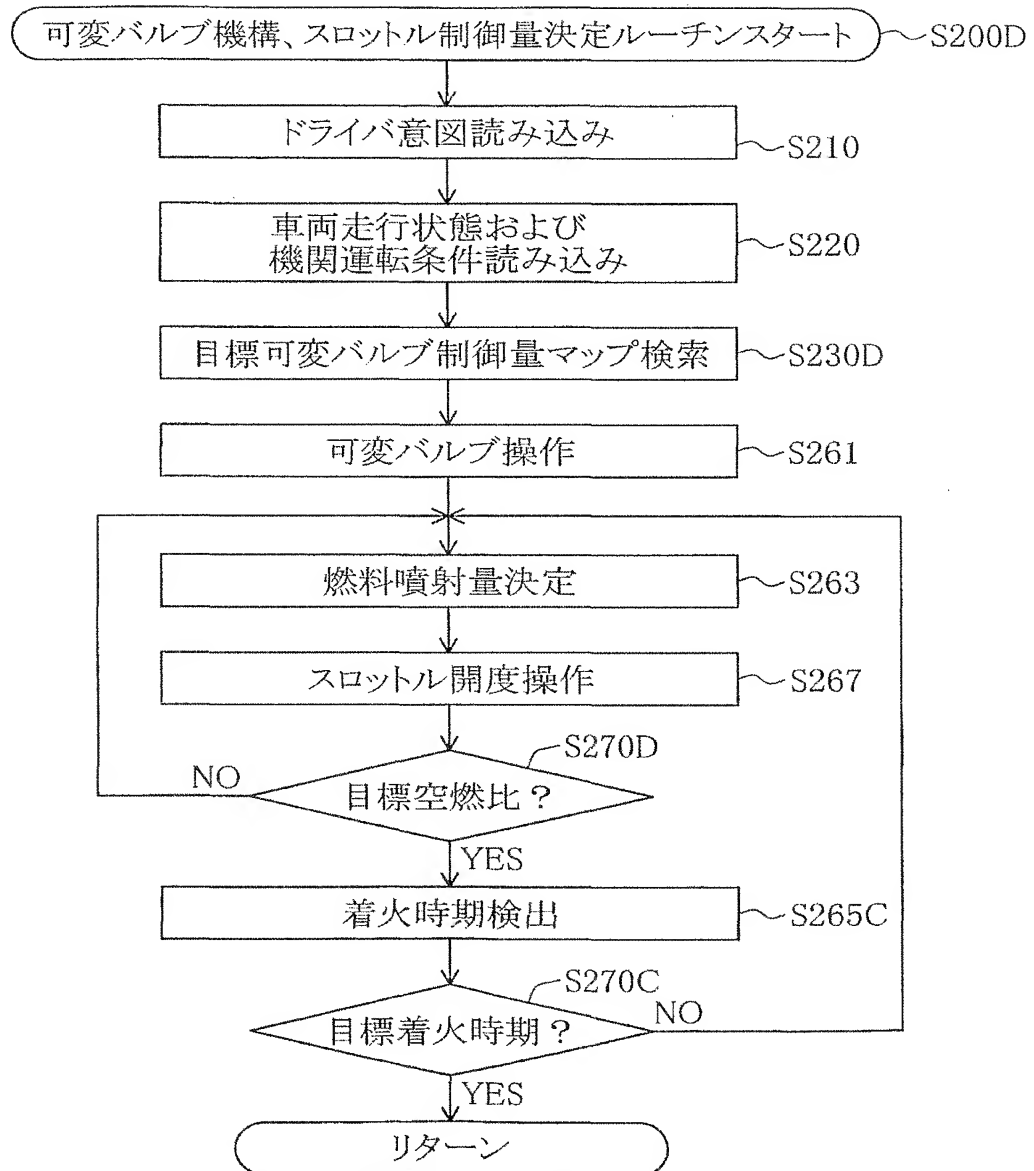 可変バルブ機構、スロットル制御量決定ルーチンスタート
S200D
ドライバ意図読み込み
S210
車両走行状態および
機関運転条件読み込み
S220
目標可変バルブ制御量マップ検索
S230D
可変バルブ操作
S261
燃料噴射量決定
S263
スロットル開度操作
S267
S270D
NO
目標空燃比？
YES
着火時期検出
S265C
S270C
目標着火時期？
NO
YES
リターン